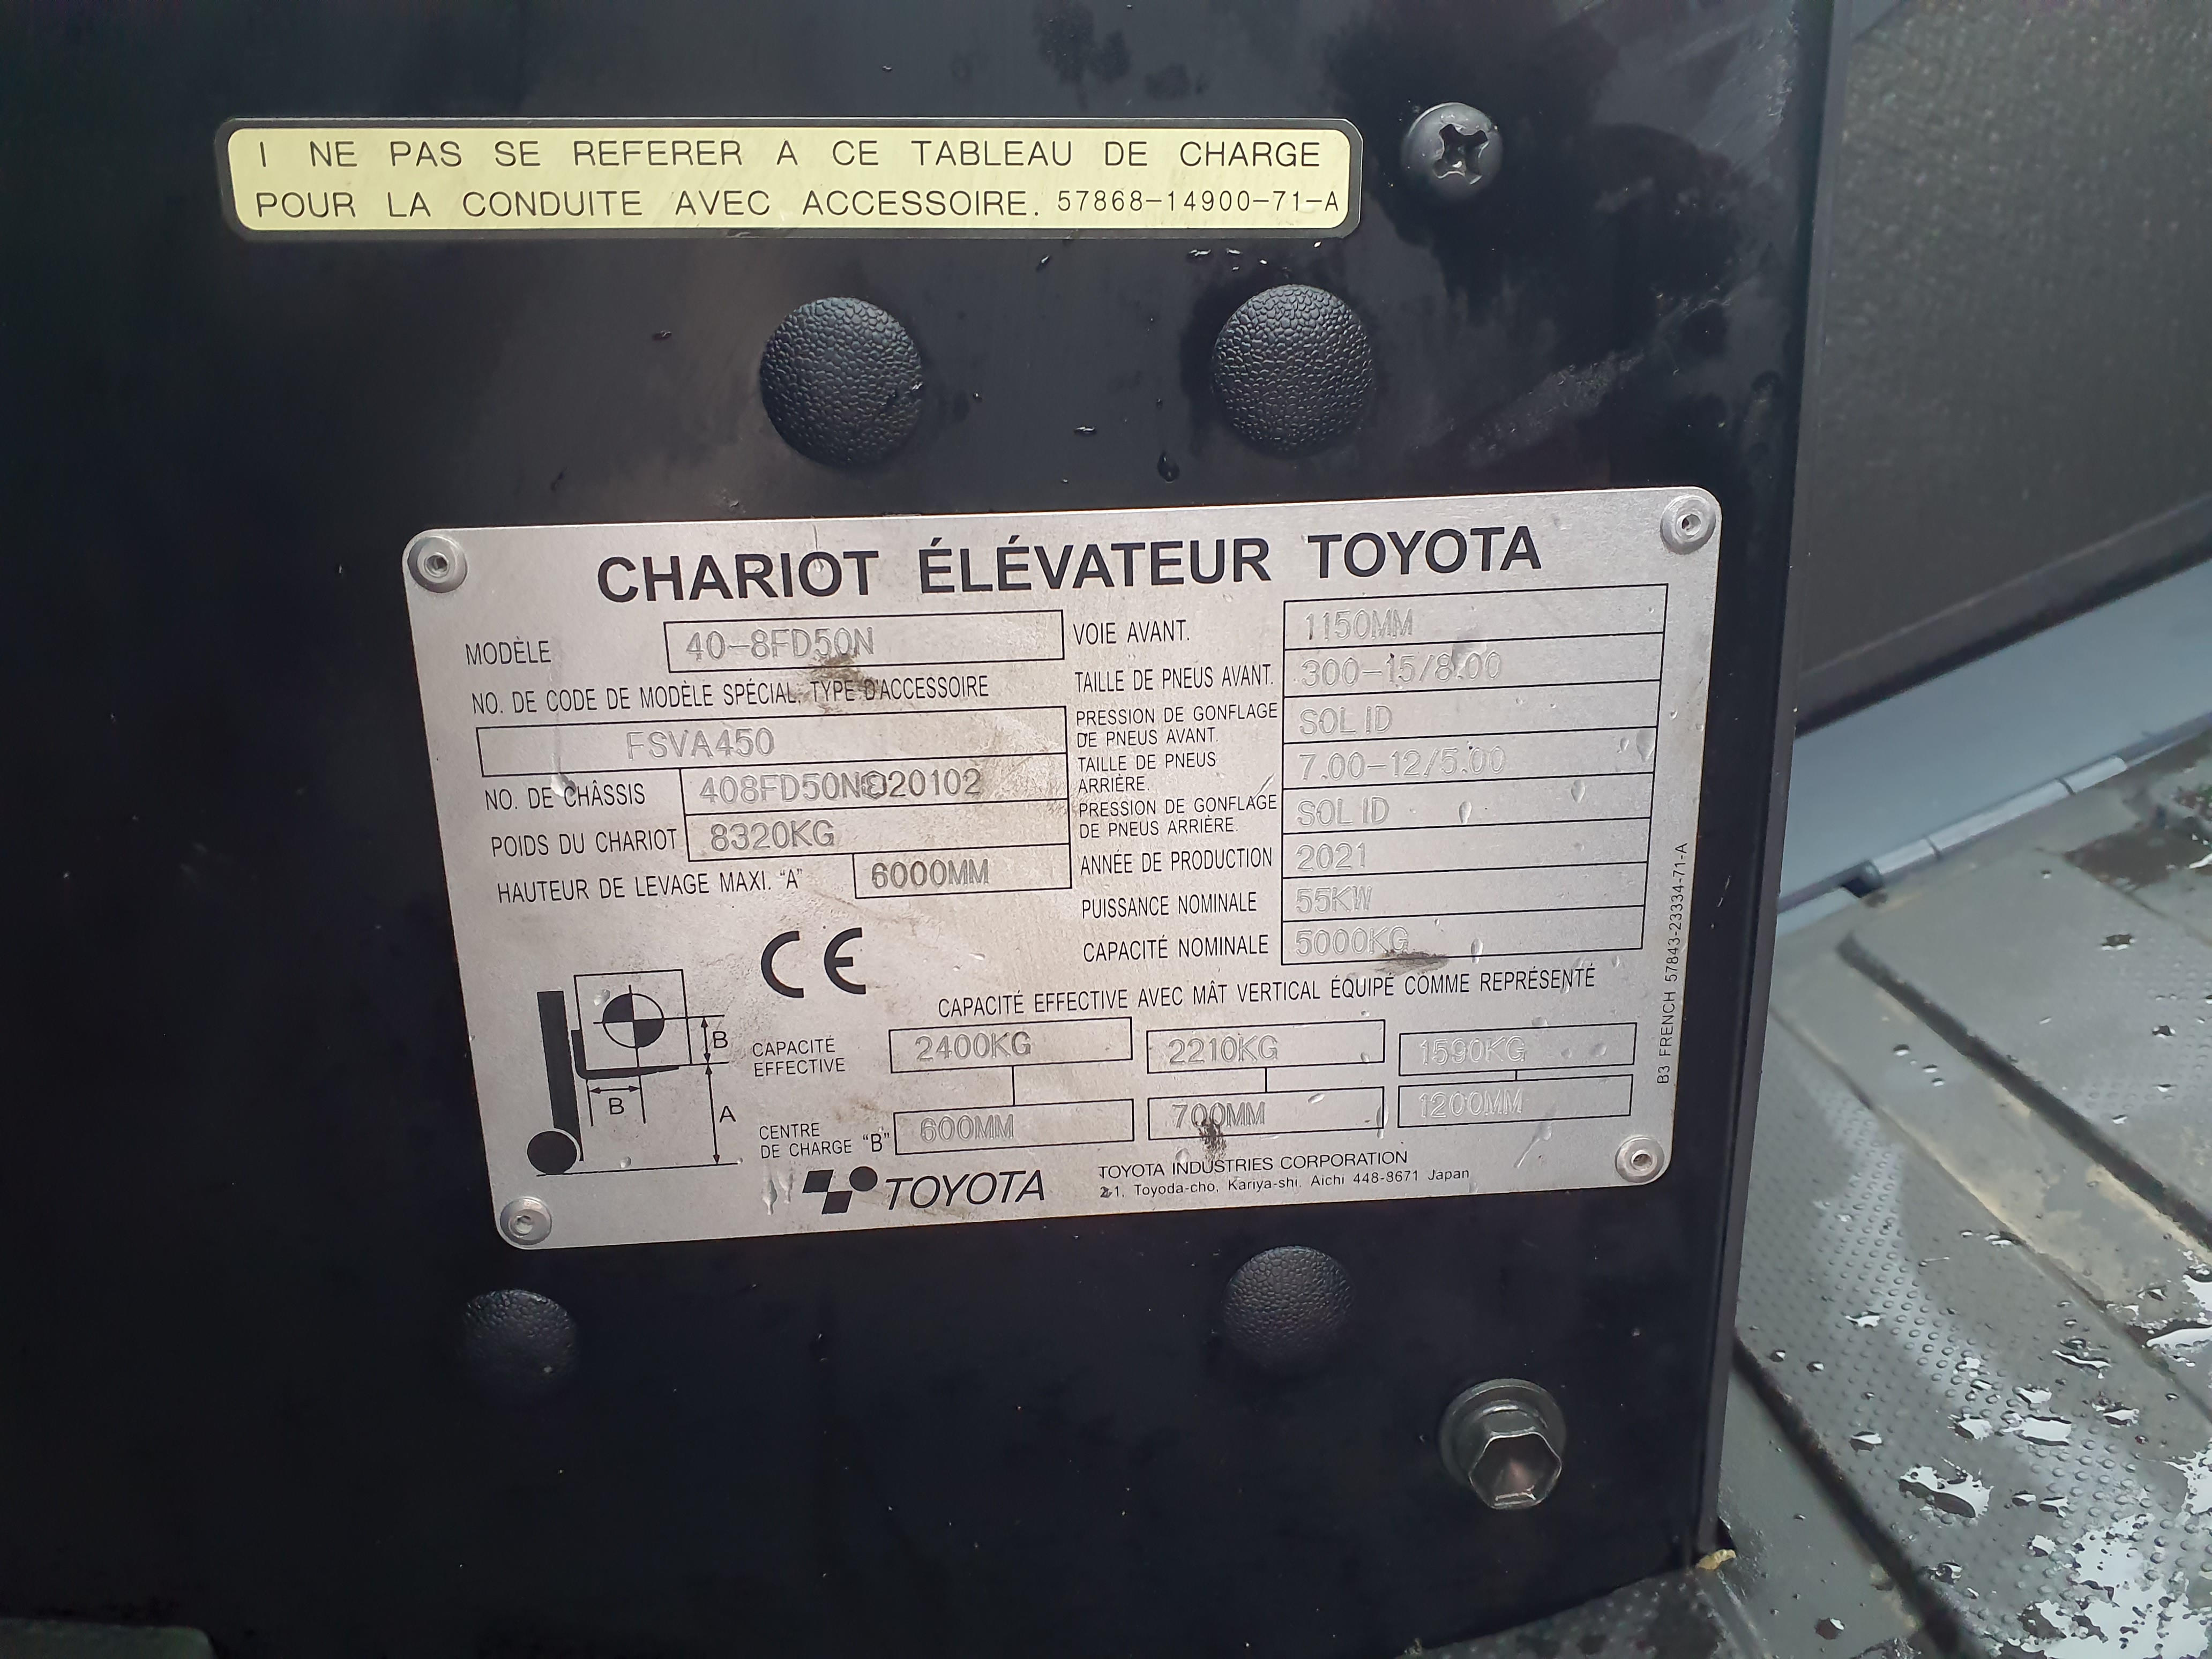 I NE PAS SE REFERER A CE TABLEAU DE CHARGE
POUR LA CONDUITE AVEC ACCESSOIRE. 57868-14900-71-A
CHARIOT ÉLÉVATEUR TOYOTA
MODÈLE 40-8FD50N
NO. DE CODE DE MODÈLE SPÉCIAL, TYPE D'ACCESSOIRE
FSVA450
NO. DE CHÂSSIS
POIDS DU CHARIOT 8320KG
HAUTEUR DE LEVAGE MAXI. "A" 6000MM
VOIE AVANT. 1150MM
TAILLE DE PNEUS AVANT. 300-15/8.00
PRESSION DE GONFLAGE
DE PNEUS AVANT. SOLID
TAILLE DE PNEUS
ARRIÈRE. 7.00-12/5.00
PRESSION DE GONFLAGE
DE PNEUS ARRIÈRE. SOLID
ANNÉE DE PRODUCTION 2021
PUISSANCE NOMINALE 55KW
CAPACITÉ NOMINALE 5000KG
CE
CAPACITÉ EFFECTIVE AVEC MÂT VERTICAL ÉQUIPÉ COMME REPRÉSENTÉ
B
B
A
CAPACITÉ
EFFECTIVE 2400KG 2210KG 1590KG
CENTRE
DE CHARGE "B" 600MM 700MM 1200MM
TOYOTA
TOYOTA INDUSTRIES CORPORATION
Toyoda-cho, Kariya-shi, Aichi 448-8671 Japan
B3 FRENCH 57843-23334-71-A